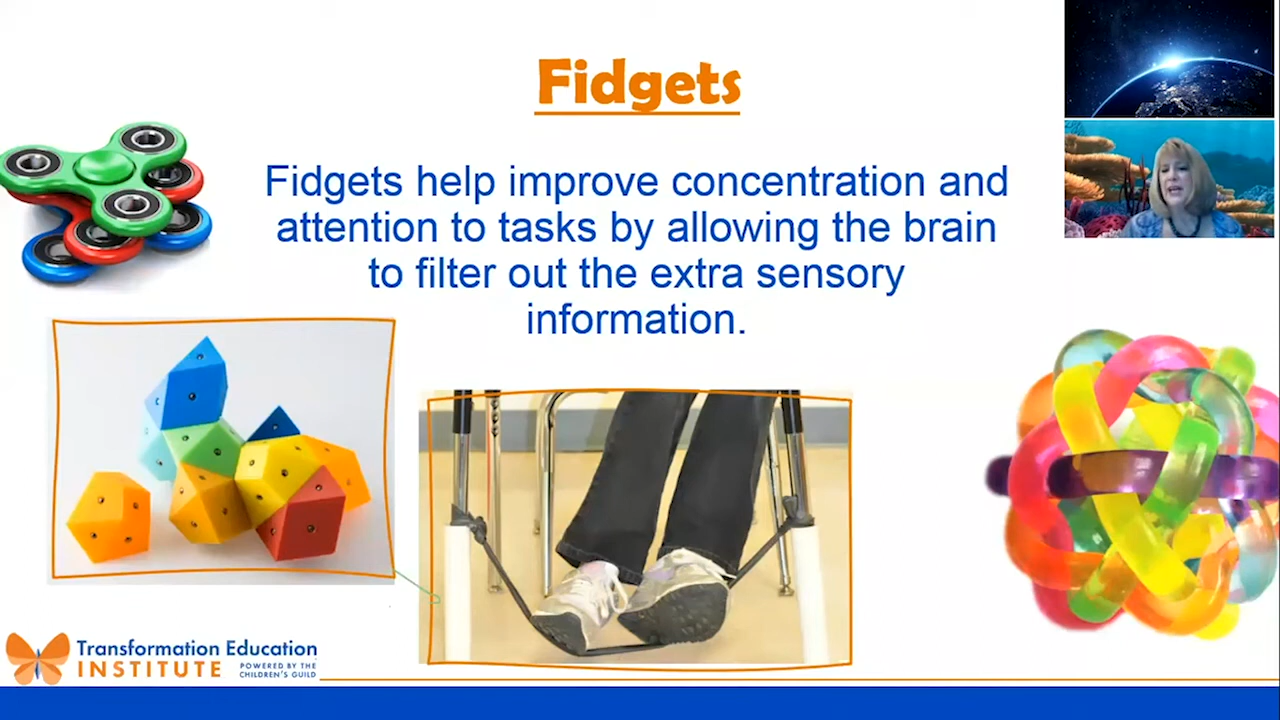 Fidgets
Fidgets help improve concentration and
attention to tasks by allowing the brain
to filter out the extra sensory
information.
Transformation Education
INSTITUTE
POWERED BY THE
CHILDREN'S GUILD